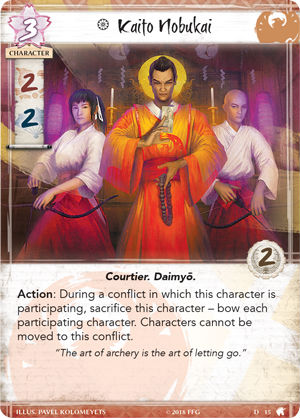 3
Kaito Nobukai
CHARACTER
2
2
2
Courtier. Daimyō.
Action: During a conflict in which this character is
participating, sacrifice this character – bow each
participating character. Characters cannot be
moved to this conflict.
“The art of archery is the art of letting go.”
ILLUS. PAVEL KOLOMEYETS © 2018 FFG D 15